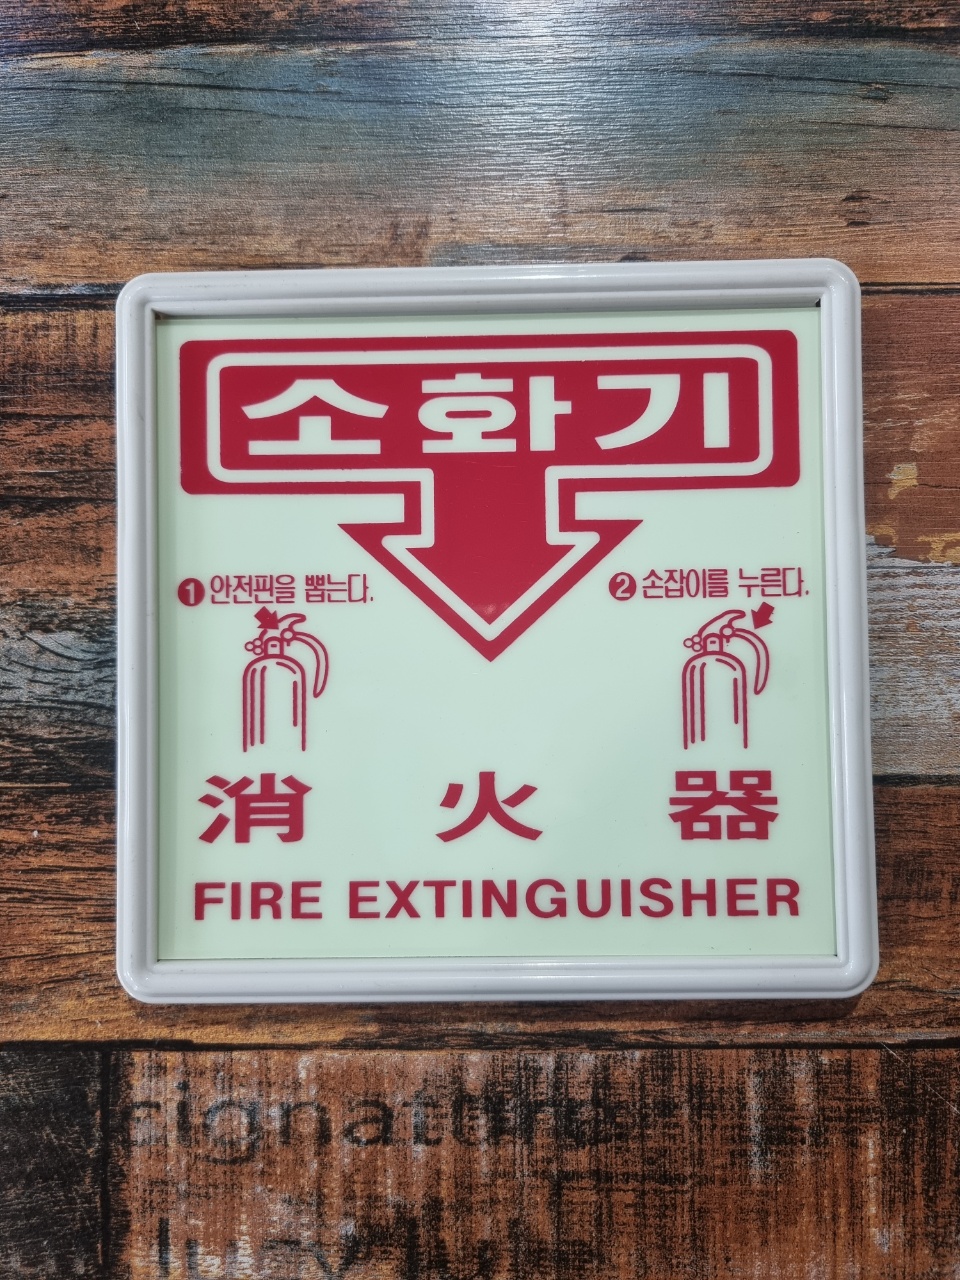 소화기
❶ 안전핀을 뽑는다.
❷ 손잡이를 누른다.
消 火 器
FIRE EXTINGUISHER
signature